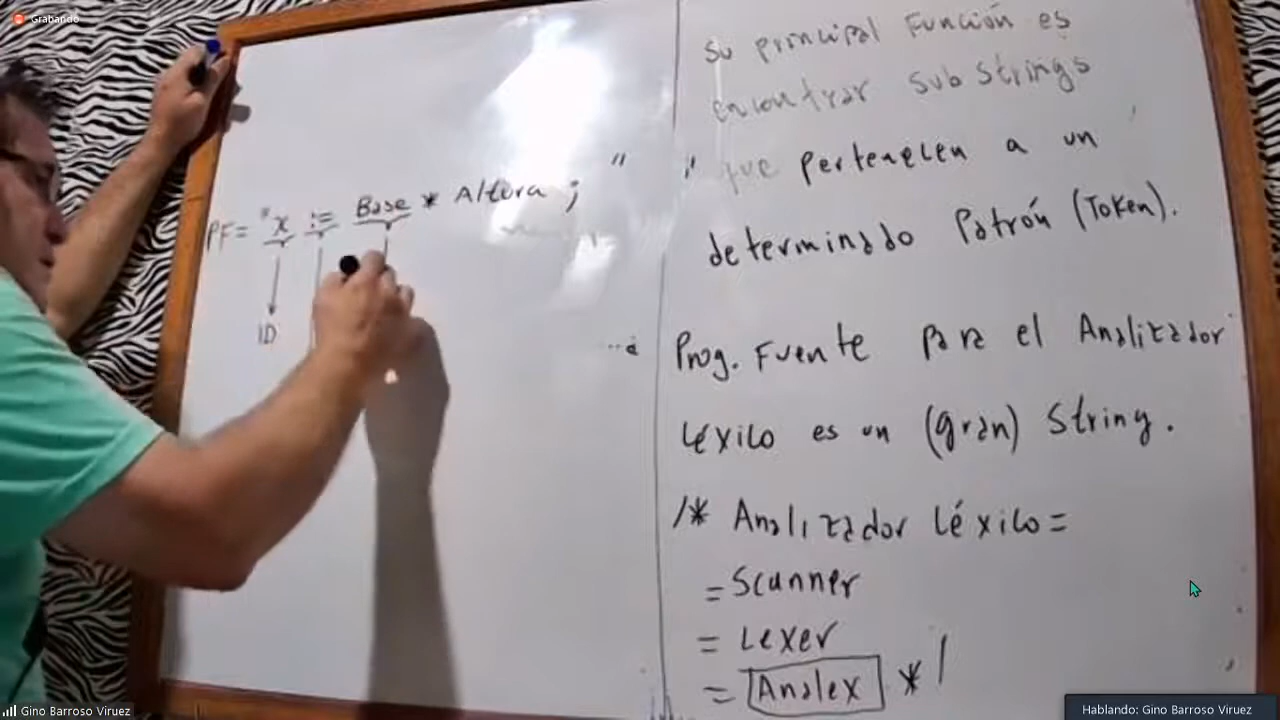 Grabando
PF= "x := Base * Altura ; "
ID
Su principal Función es
encontrar sub Strings
que pertenecen a un
determinado Patrón (Token).
Prog. Fuente para el Analizador
Léxico es un (gran) String.
/* Analizador Léxico =
= Scanner
= Lexer
= Analex */
Gino Barroso Viruez
Hablando: Gino Barroso Viruez